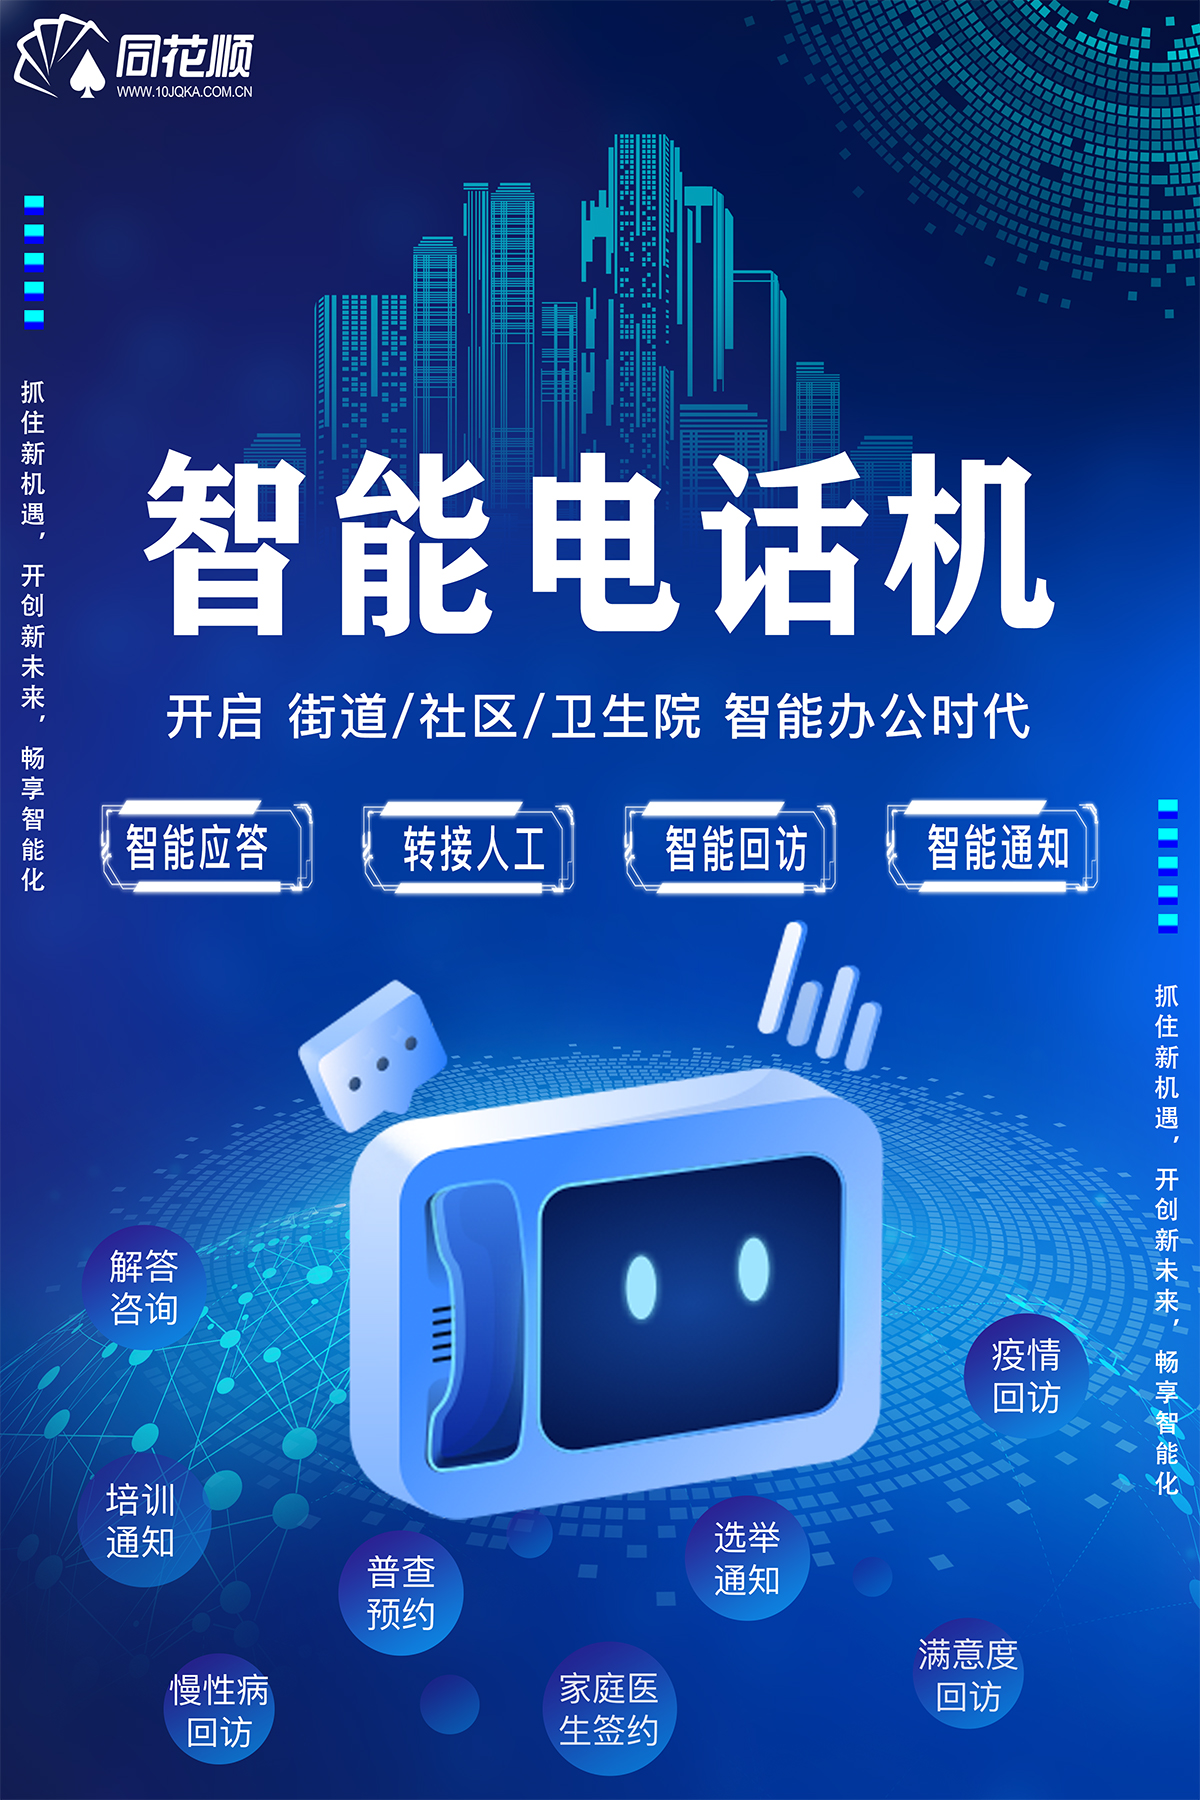 同花顺
WWW.10JQKA.COM.CN
抓住新机遇，开创新未来，畅享智能化
智能电话机
开启 街道/社区/卫生院 智能办公时代
智能应答
转接人工
智能回访
智能通知
抓住新机遇，开创新未来，畅享智能化
解答
咨询
疫情
回访
培训
通知
普查
预约
选举
通知
慢性病
回访
家庭医
生签约
满意度
回访